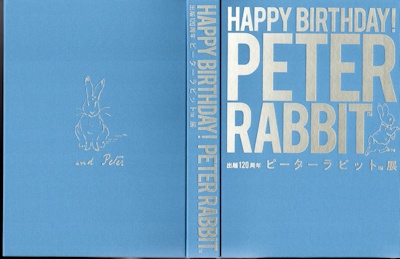 and Peter
出版120周年 ピーターラビット™展
HAPPY BIRTHDAY! PETER RABBIT™
HAPPY BIRTHDAY!
PETER
RABBIT™
出版120周年 ピーターラビット™展